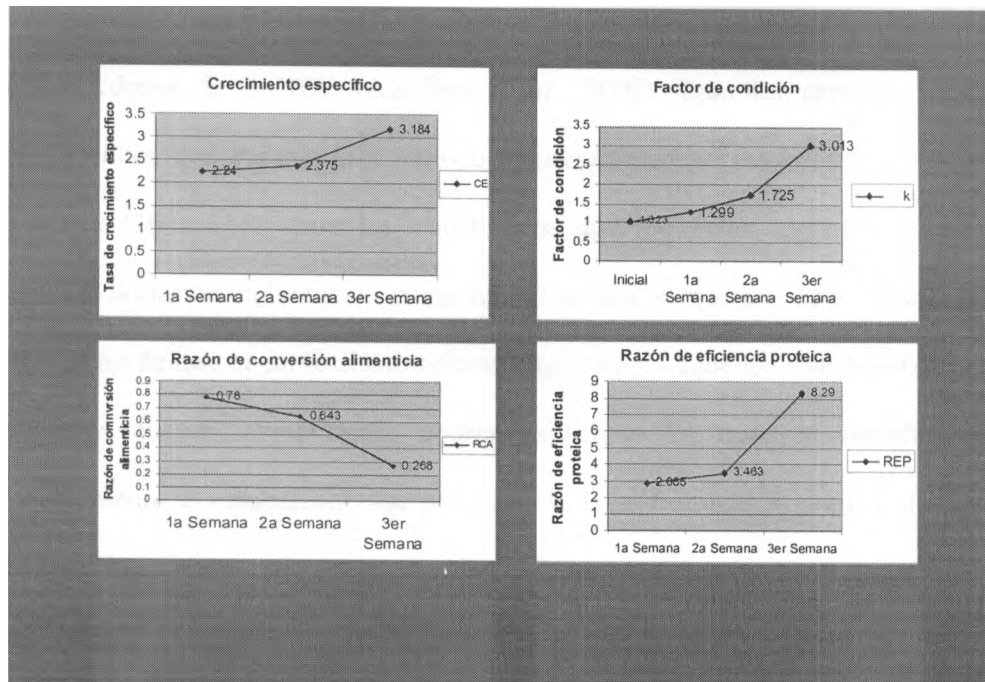 Crecimiento específico
Tasa de crecimiento específico
3.5
3
2.5
2
1.5
1
0.5
0
2.24
2.375
3.184
CE
1a Semana 2a Semana 3er Semana
Factor de condición
Factor de condición
3.5
3
2.5
2
1.5
1
0.5
0
1.023
1.299
1.725
3.013
k
Inicial 1a 2a 3er
Semana Semana Semana
Razón de conversión alimenticia
Razón de comnvrsión
alimenticia
0.9
0.8
0.7
0.6
0.5
0.4
0.3
0.2
0.1
0
0.78
0.643
0.268
RCA
1a Semana 2a Semana 3er
Semana
Razón de eficiencia proteica
Razón de eficiencia
proteica
9
8
7
6
5
4
3
2
1
0
3.463
8.29
REP
1a Semana 2a Semana 3er Semana